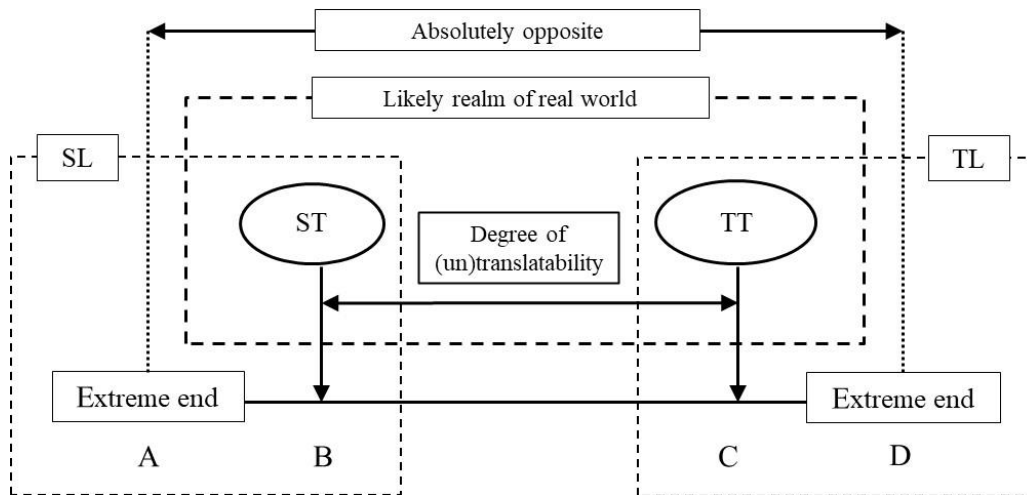 Absolutely opposite
Likely realm of real world
SL
TL
ST
TT
Degree of
(un)translatability
Extreme end
Extreme end
A
B
C
D